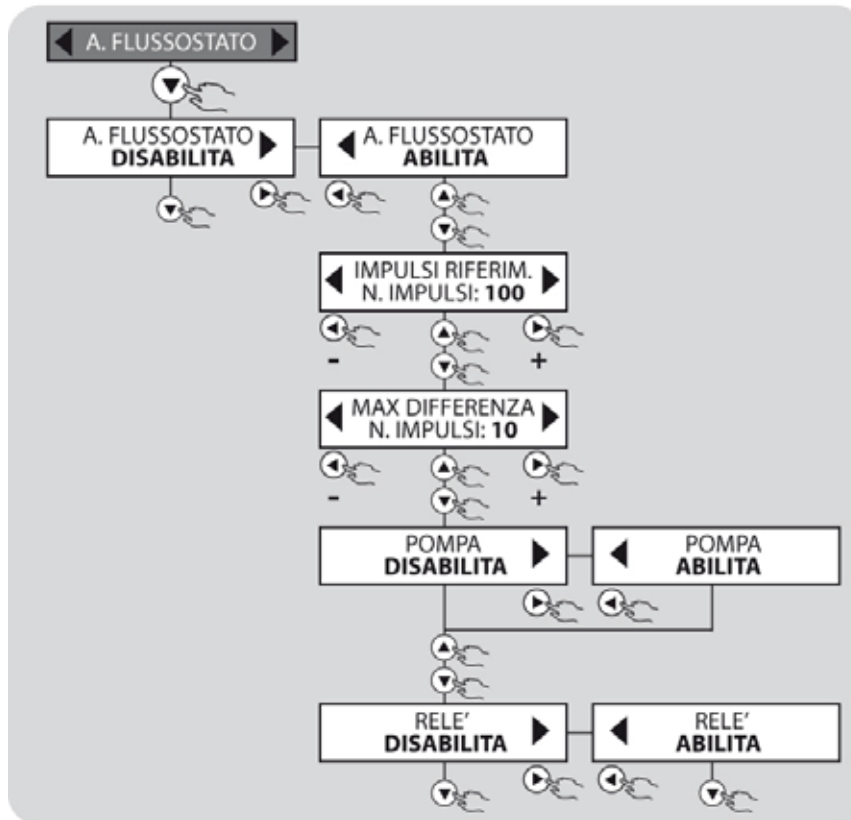 A. FLUSSOSTATO
A. FLUSSOSTATO
DISABILITA
A. FLUSSOSTATO
ABILITA
IMPULSI RIFERIM.
N. IMPULSI: 100
-
+
MAX DIFFERENZA
N. IMPULSI: 10
-
+
POMPA
DISABILITA
POMPA
ABILITA
RELE'
DISABILITA
RELE'
ABILITA